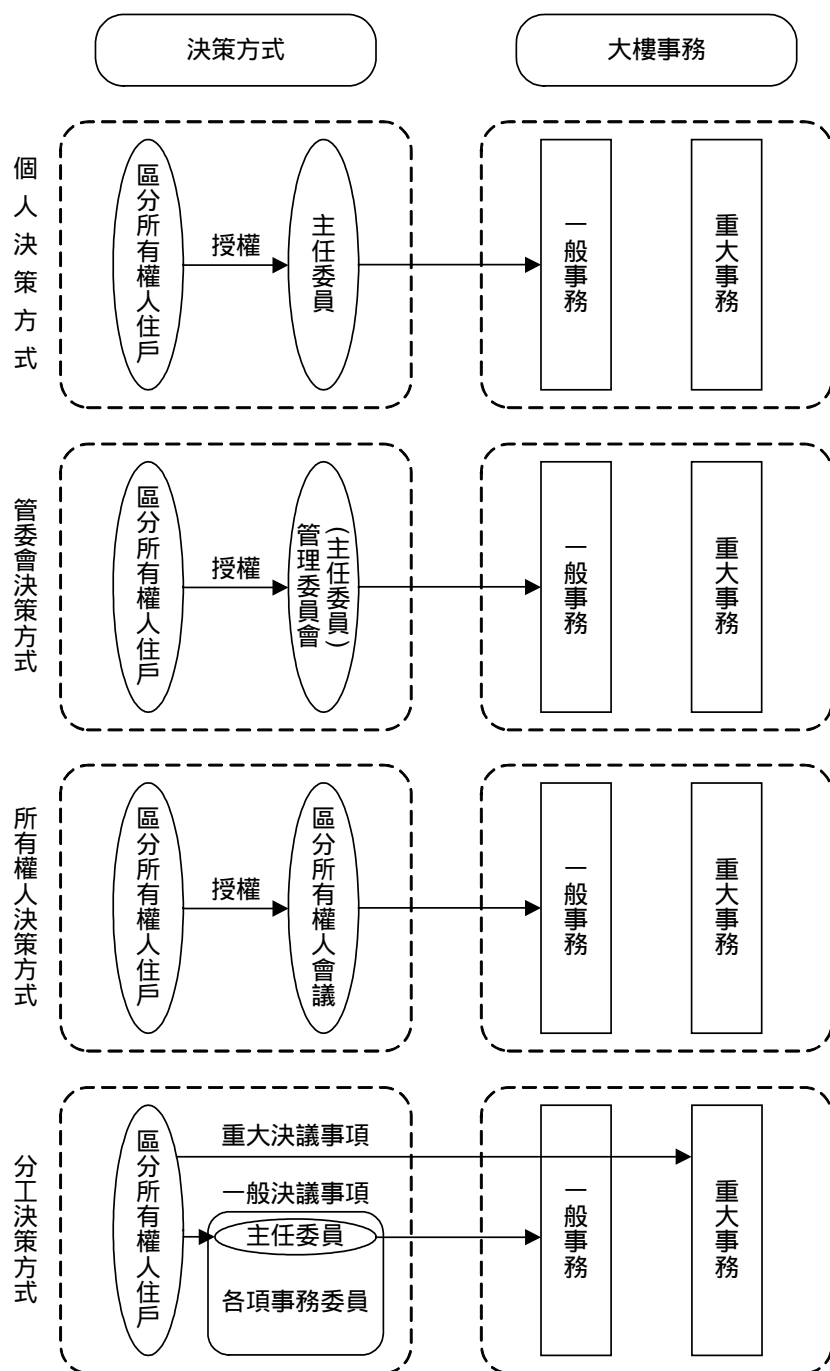 決策方式
大樓事務
個人決策方式
區分所有權人住戶
授權
主任委員
一般事務
重大事務
管委會決策方式
區分所有權人住戶
授權
(主任委員)
管理委員會
一般事務
重大事務
所有權人決策方式
區分所有權人住戶
授權
區分所有權人會議
一般事務
重大事務
分工決策方式
區分所有權人住戶
重大決議事項
一般決議事項
主任委員
各項事務委員
一般事務
重大事務